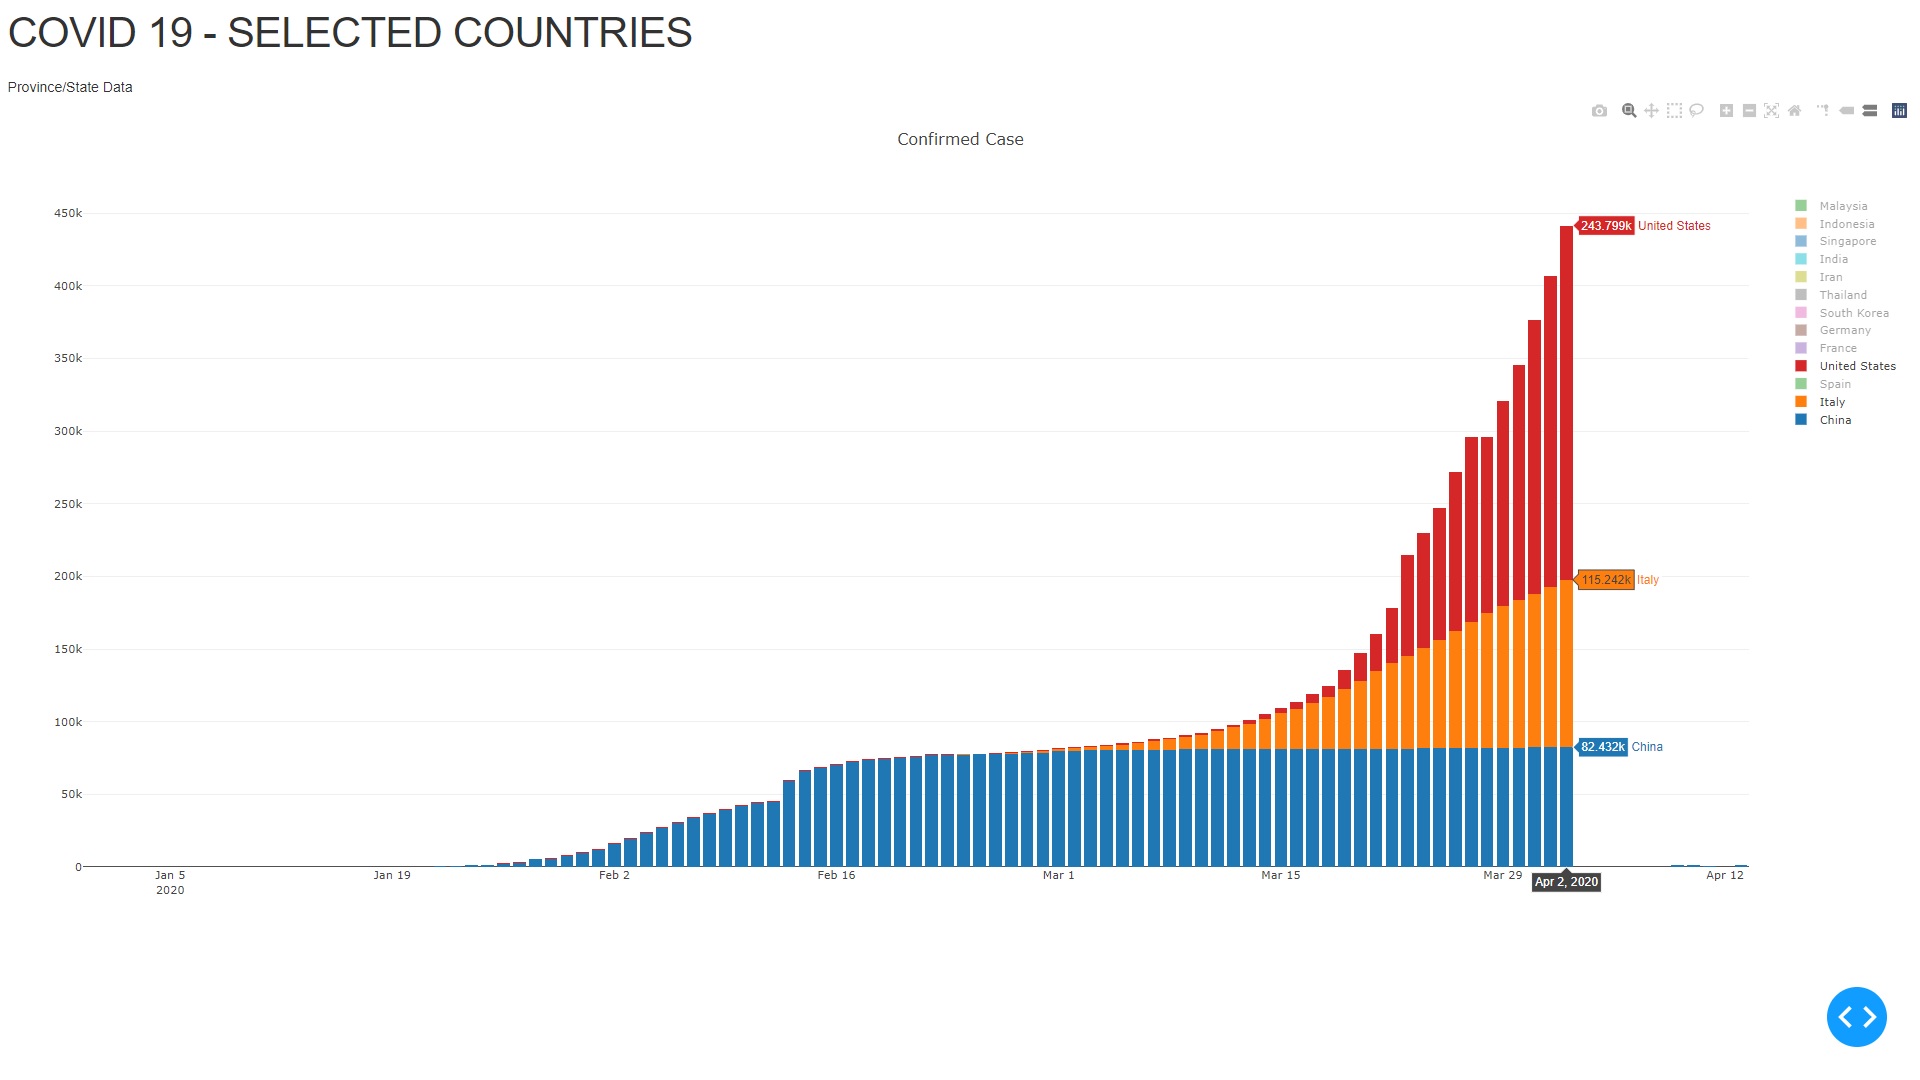 COVID 19 - SELECTED COUNTRIES
Province/State Data
Confirmed Case
450k
400k
350k
300k
250k
200k
150k
100k
50k
0
243.799k United States
115.242k Italy
82.432k China
Malaysia
Indonesia
Singapore
India
Iran
Thailand
South Korea
Germany
France
United States
Spain
Italy
China
Jan 5
2020
Jan 19
Feb 2
Feb 16
Mar 1
Mar 15
Mar 29
Apr 2, 2020
Apr 12